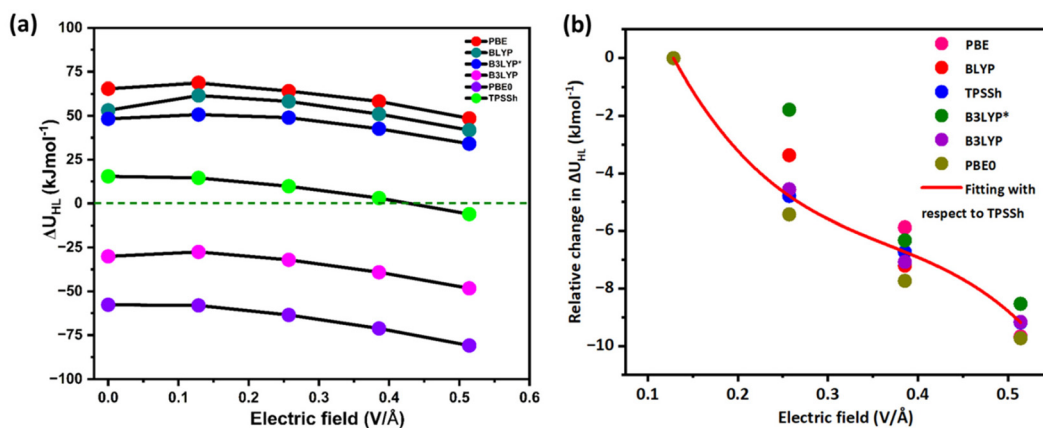 (a)
100
75
50
25
0
−25
−50
−75
−100
ΔU_HL (kJmol⁻¹)
0.0 0.1 0.2 0.3 0.4 0.5 0.6
Electric field (V/Å)
PBE
BLYP
B3LYP*
B3LYP
PBE0
TPSSh
(b)
0
−2
−4
−6
−8
−10
Relative change in ΔU_HL (kJmol⁻¹)
0.1 0.2 0.3 0.4 0.5
Electric field (V/Å)
PBE
BLYP
TPSSh
B3LYP*
B3LYP
PBE0
Fitting with
respect to TPSSh